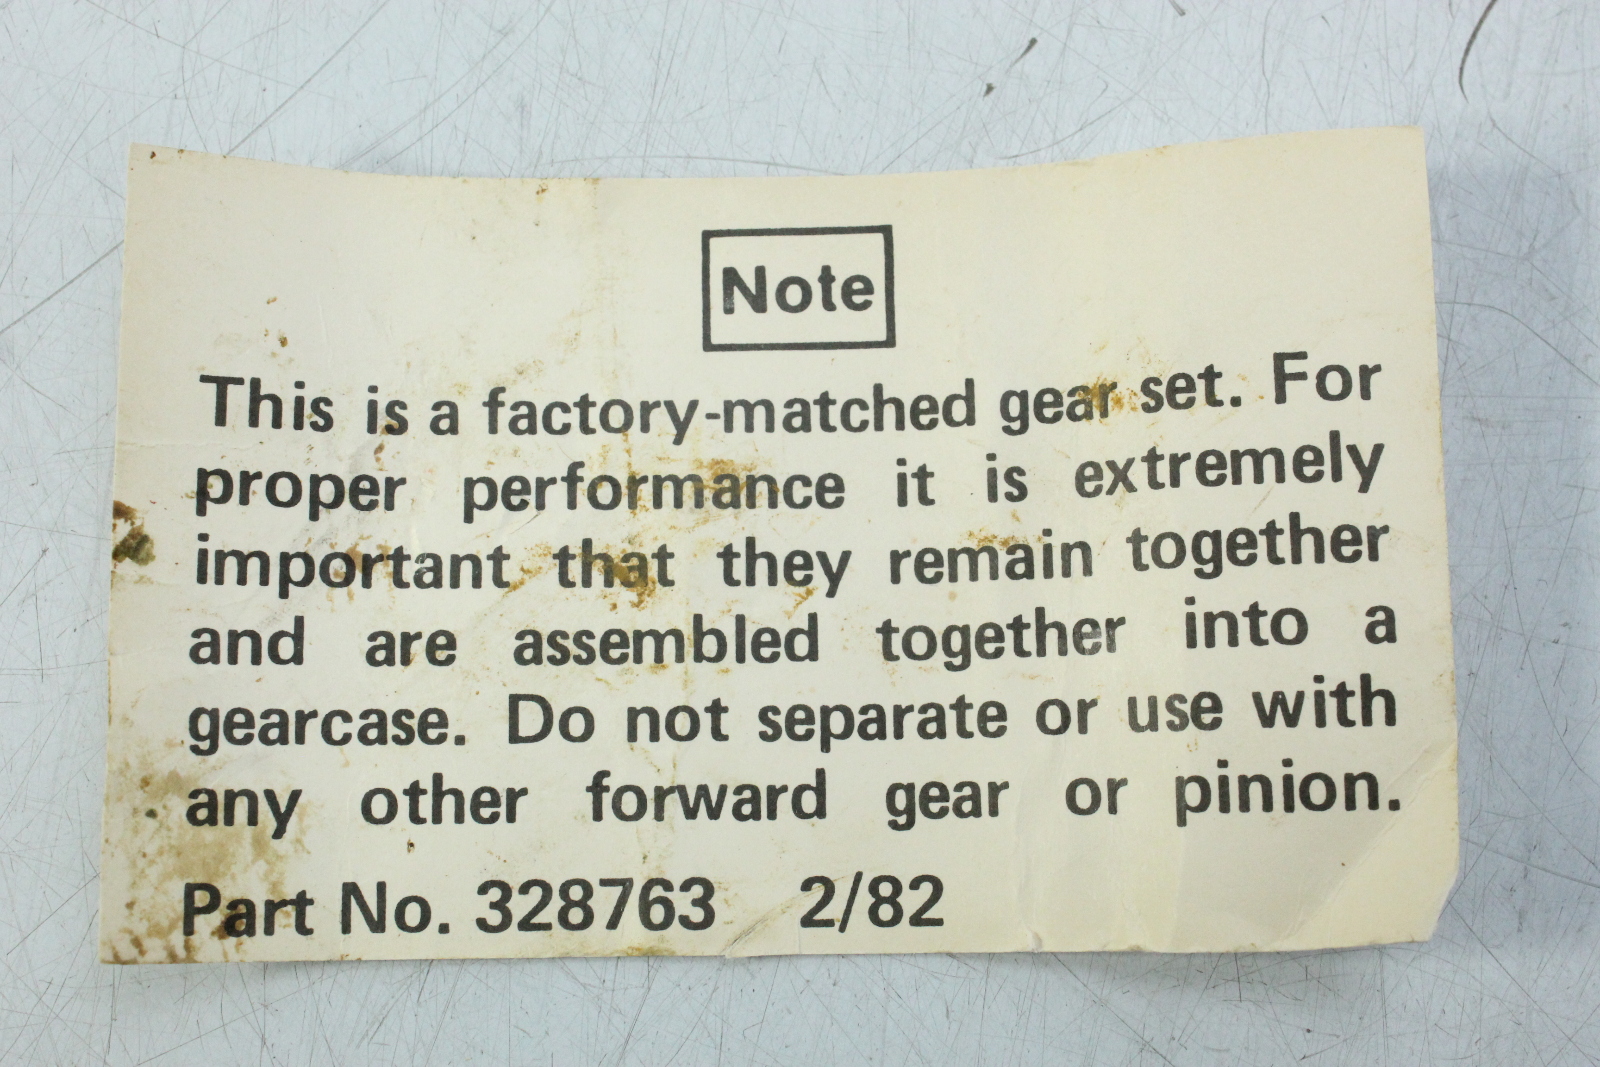 Note
This is a factory-matched gear set. For
proper performance it is extremely
important that they remain together
and are assembled together into a
gearcase. Do not separate or use with
any other forward gear or pinion.
Part No. 328763 2/82